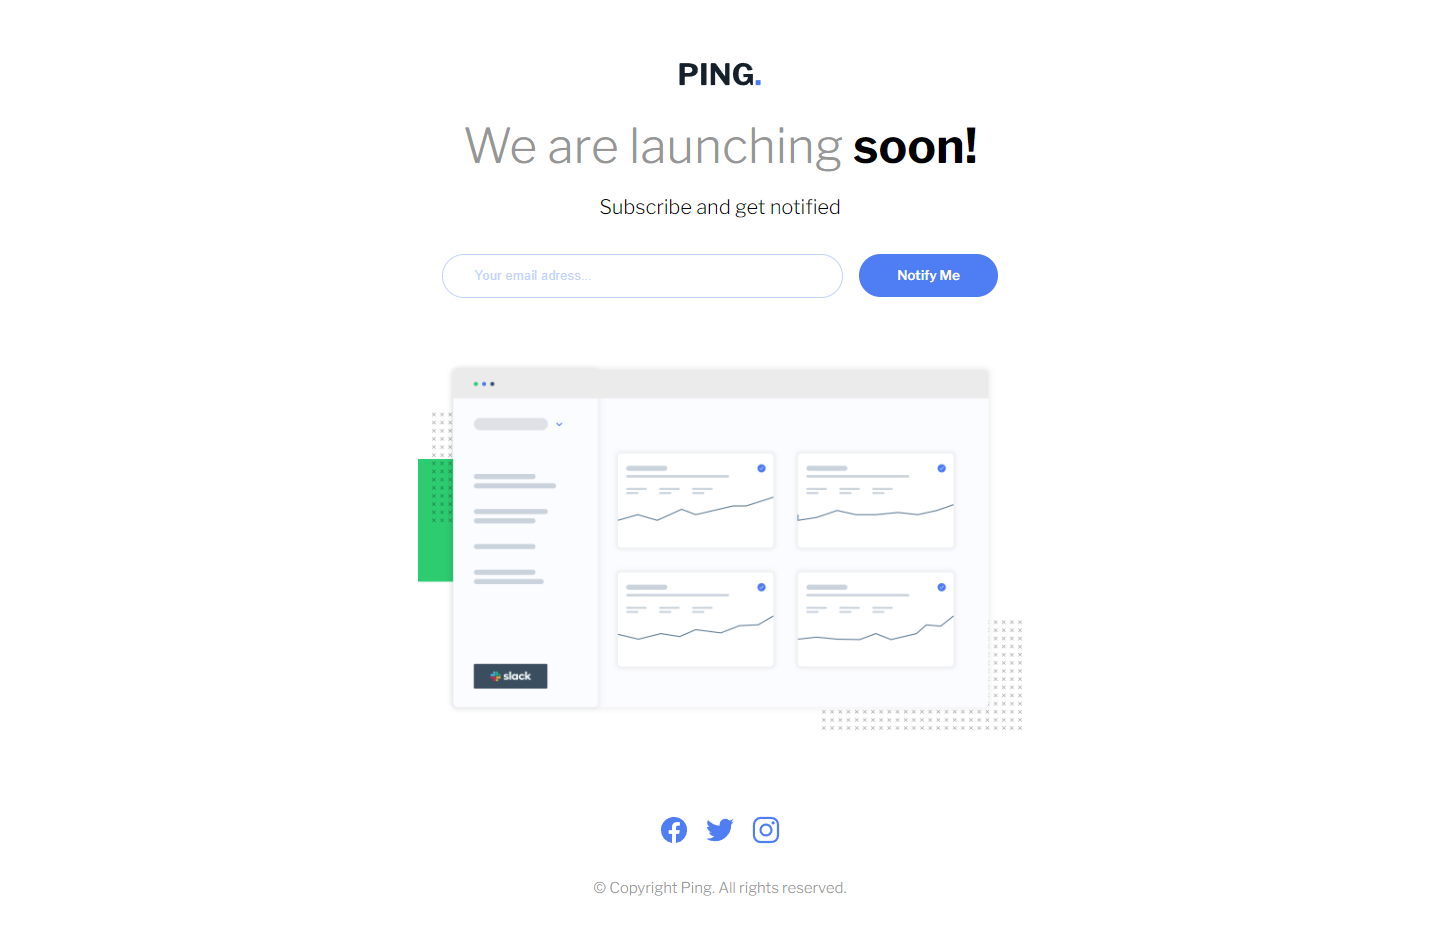 PING.
We are launching soon!
Subscribe and get notified
Your email adress...
Notify Me
slack
© Copyright Ping. All rights reserved.